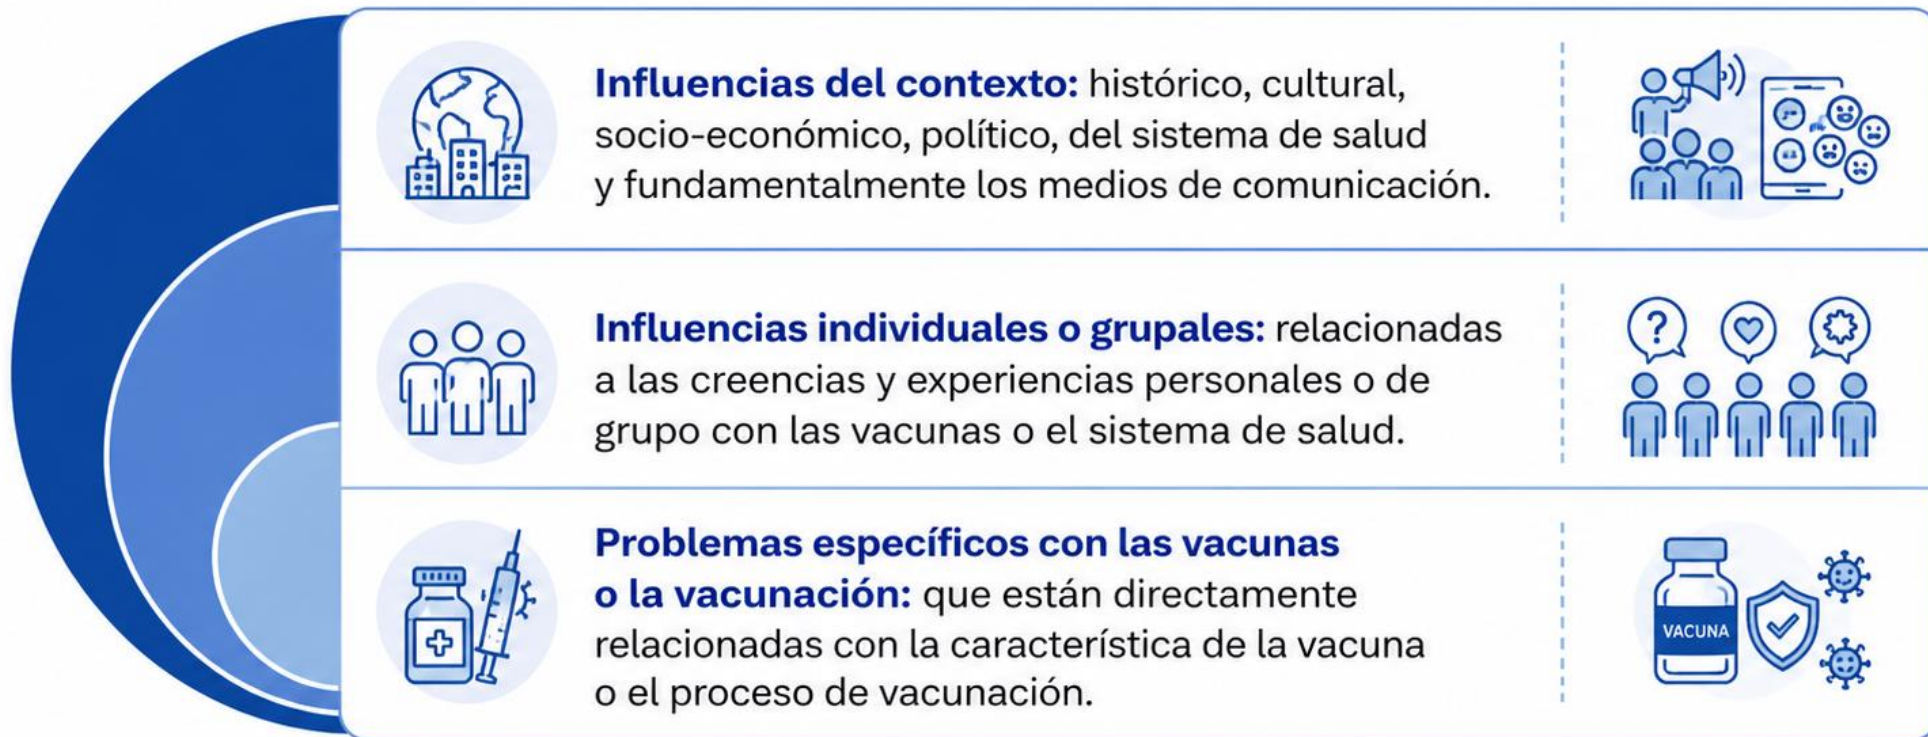 Influencias del contexto: histórico, cultural,
socio-económico, político, del sistema de salud
y fundamentalmente los medios de comunicación.
Influencias individuales o grupales: relacionadas
a las creencias y experiencias personales o de
grupo con las vacunas o el sistema de salud.
?
Problemas específicos con las vacunas
o la vacunación: que están directamente
relacionadas con la característica de la vacuna
o el proceso de vacunación.
VACUNA